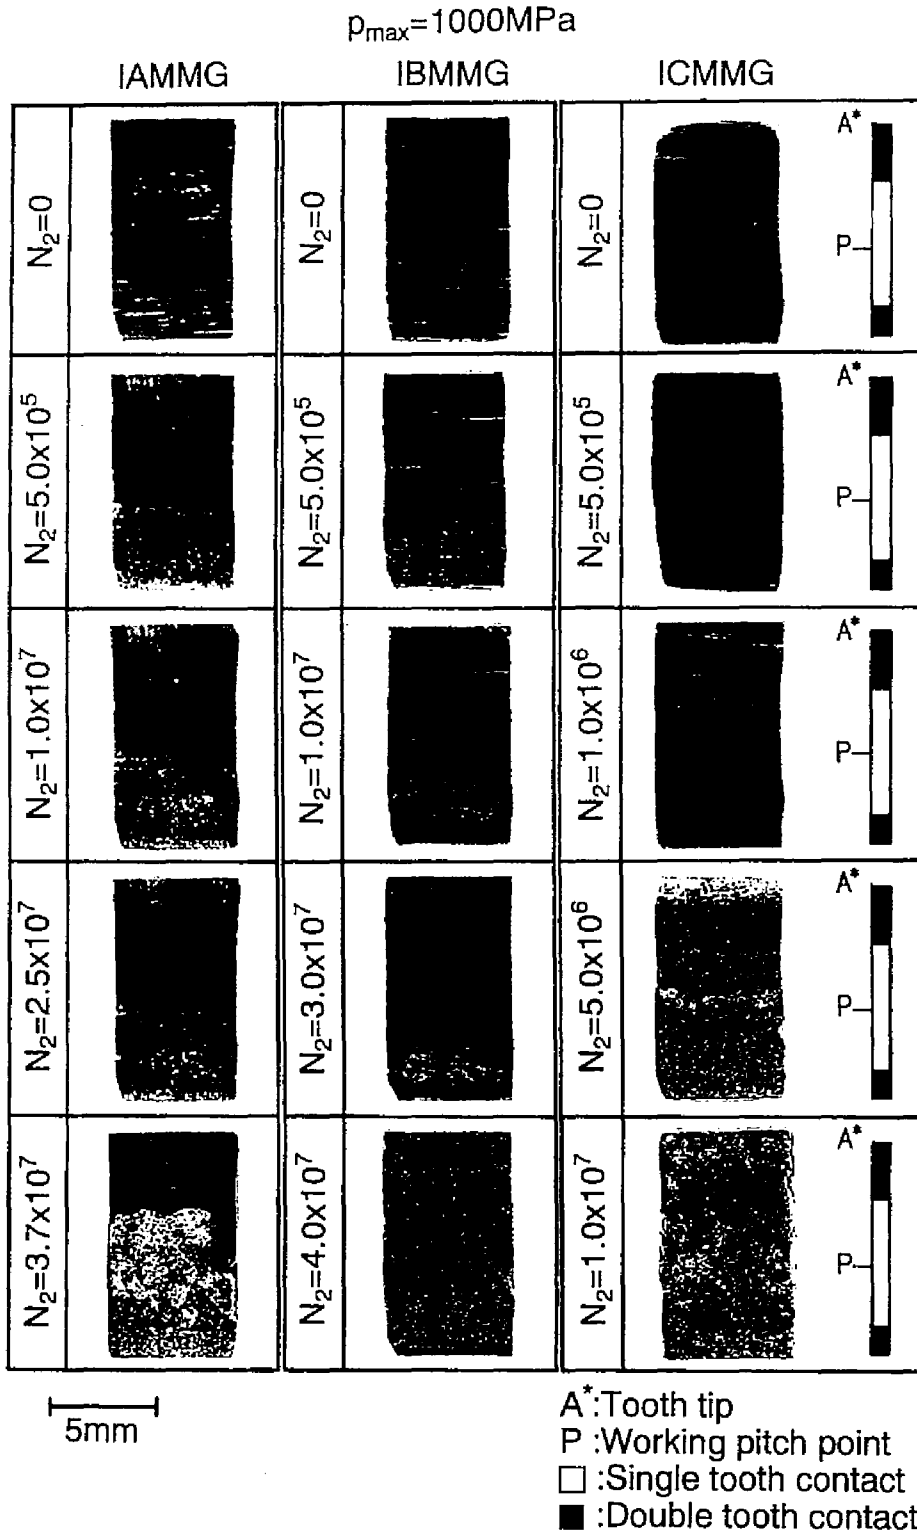 p_max=1000MPa
IAMMG IBMMG ICMMG
N₂=0 N₂=0 N₂=0 A* P
N₂=5.0x10⁵ N₂=5.0x10⁵ N₂=5.0x10⁵ A* P
N₂=1.0x10⁷ N₂=1.0x10⁷ N₂=1.0x10⁶ A* P
N₂=2.5x10⁷ N₂=3.0x10⁷ N₂=5.0x10⁶ A* P
N₂=3.7x10⁷ N₂=4.0x10⁷ N₂=1.0x10⁷ A* P
5mm
A*:Tooth tip
P :Working pitch point
:Single tooth contact
:Double tooth contact